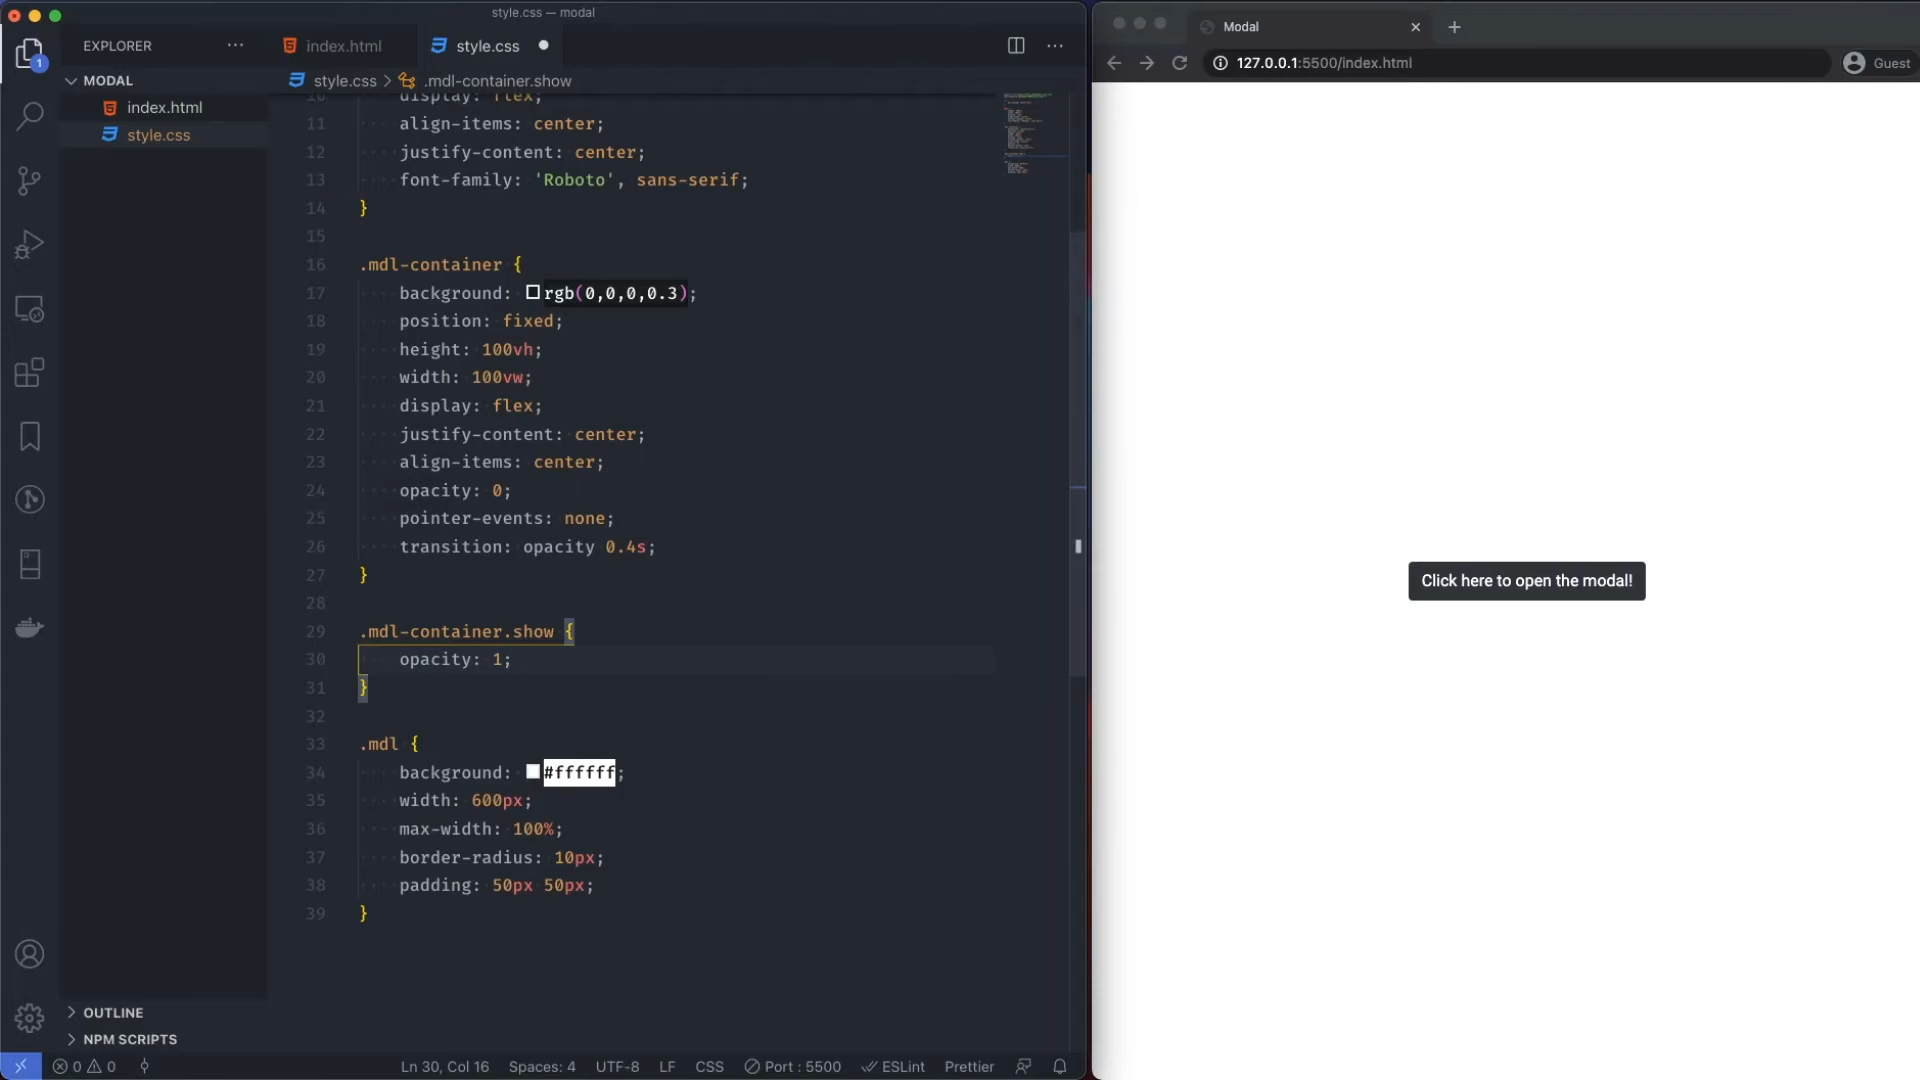 style.css — modal
EXPLORER
index.html
style.css
MODAL
style.css > .mdl-container.show
index.html
style.css
1
10 display: flex;
11 align-items: center;
12 justify-content: center;
13 font-family: 'Roboto', sans-serif;
14 }
15
16 .mdl-container {
17 background: rgb(0,0,0,0.3);
18 position: fixed;
19 height: 100vh;
20 width: 100vw;
21 display: flex;
22 justify-content: center;
23 align-items: center;
24 opacity: 0;
25 pointer-events: none;
26 transition: opacity 0.4s;
27 }
28
29 .mdl-container.show {
30 opacity: 1;
31 }
32
33 .mdl {
34 background: #ffffff;
35 width: 600px;
36 max-width: 100%;
37 border-radius: 10px;
38 padding: 50px 50px;
39 }
OUTLINE
NPM SCRIPTS
0 0
Ln 30, Col 16
Spaces: 4
UTF-8
LF
CSS
Port : 5500
ESLint
Prettier
Modal
127.0.0.1:5500/index.html
Guest
Click here to open the modal!